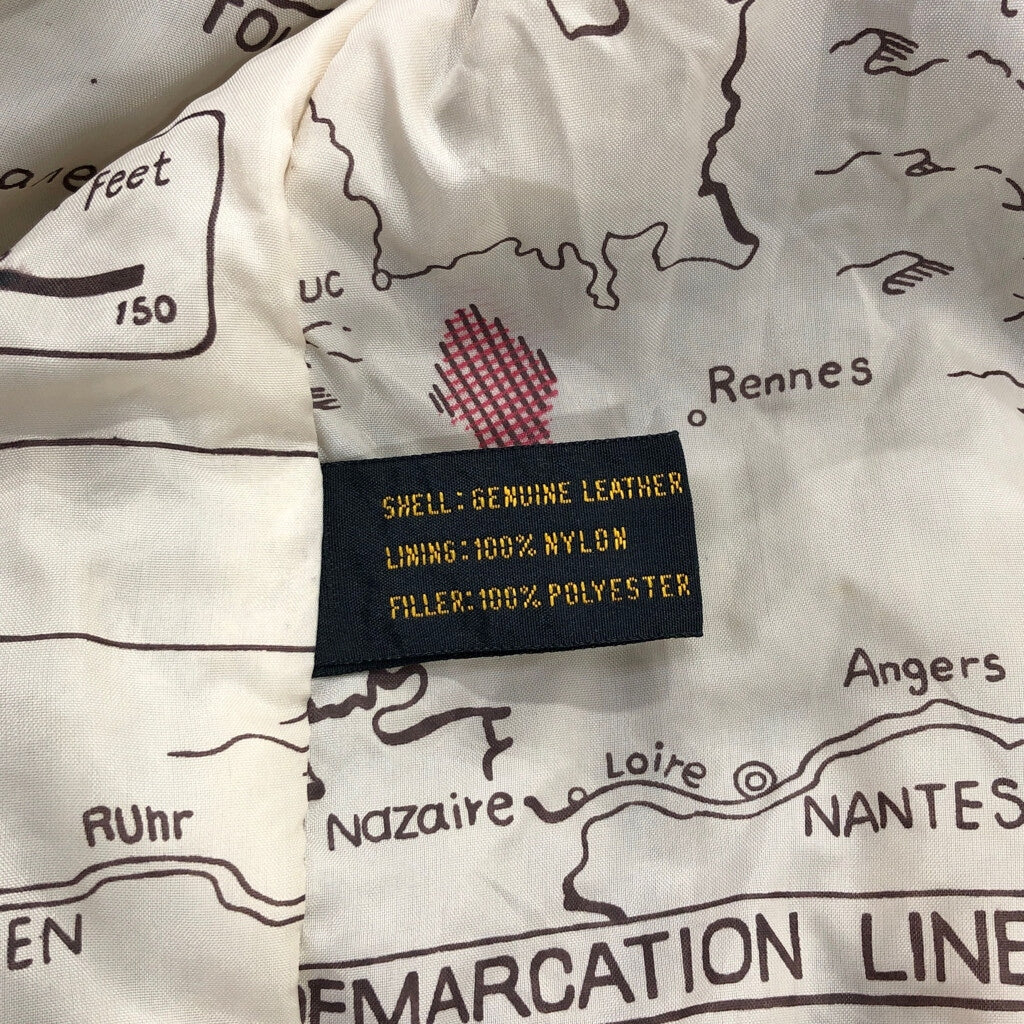 feet
150
UC
Rennes
SHELL: GENUINE LEATHER
LINING: 100% NYLON
FILLER: 100% POLYESTER
Angers
Loire
Nazaire
NANTES
RUhr
EN
DEMARCATION LINE